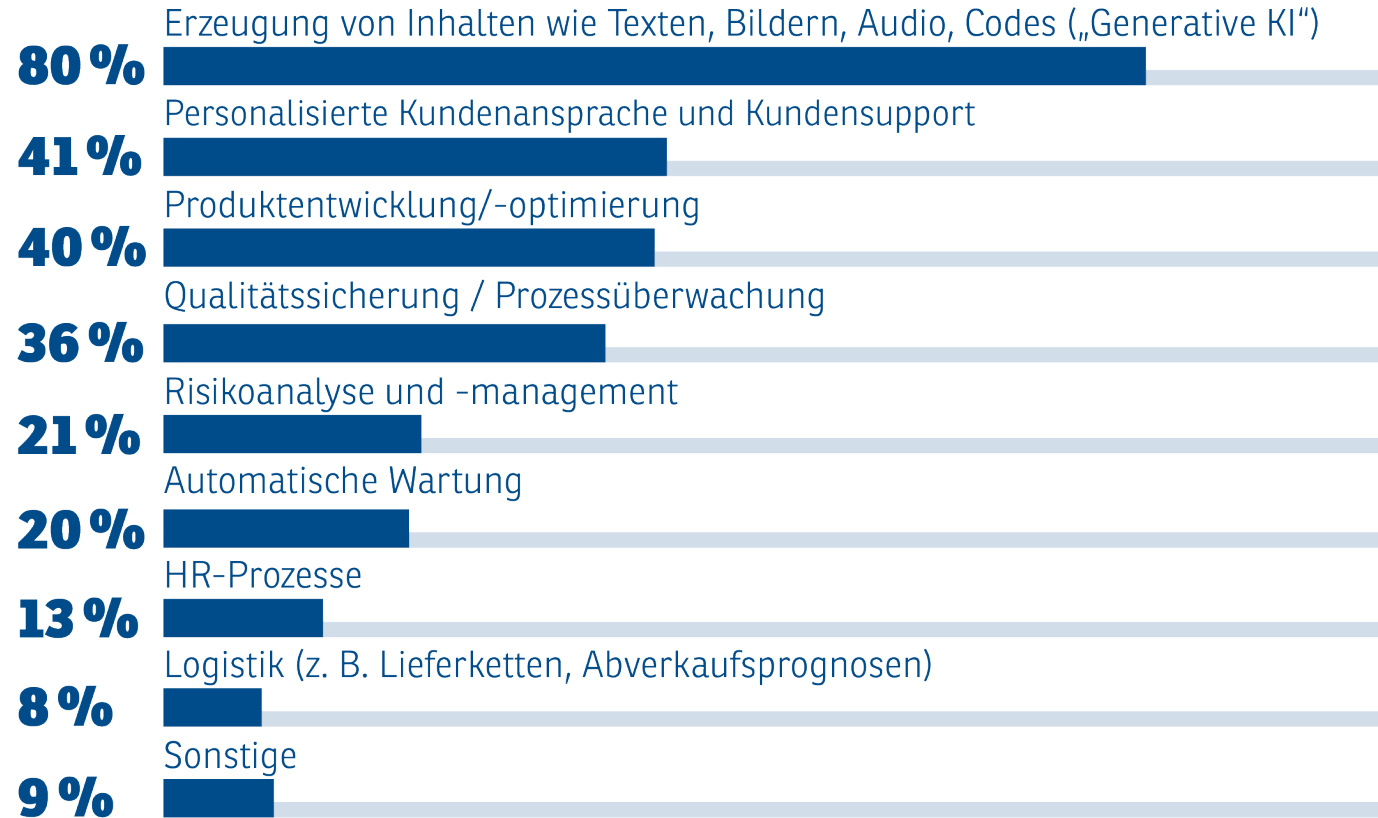 Erzeugung von Inhalten wie Texten, Bildern, Audio, Codes („Generative KI“)
80 %
Personalisierte Kundenansprache und Kundensupport
41 %
Produktentwicklung/-optimierung
40 %
Qualitätssicherung / Prozessüberwachung
36 %
Risikoanalyse und -management
21 %
Automatische Wartung
20 %
HR-Prozesse
13 %
Logistik (z. B. Lieferketten, Abverkaufsprognosen)
8 %
Sonstige
9 %